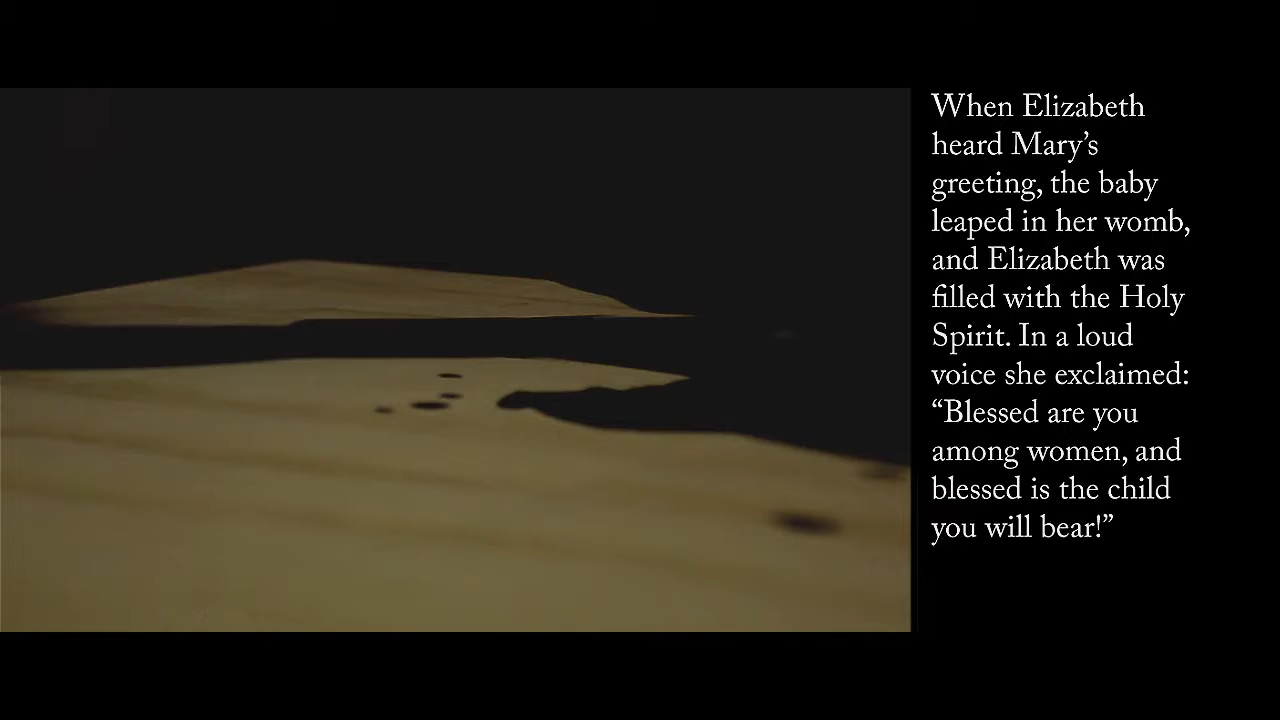 When Elizabeth
heard Mary’s
greeting, the baby
leaped in her womb,
and Elizabeth was
filled with the Holy
Spirit. In a loud
voice she exclaimed:
“Blessed are you
among women, and
blessed is the child
you will bear!”